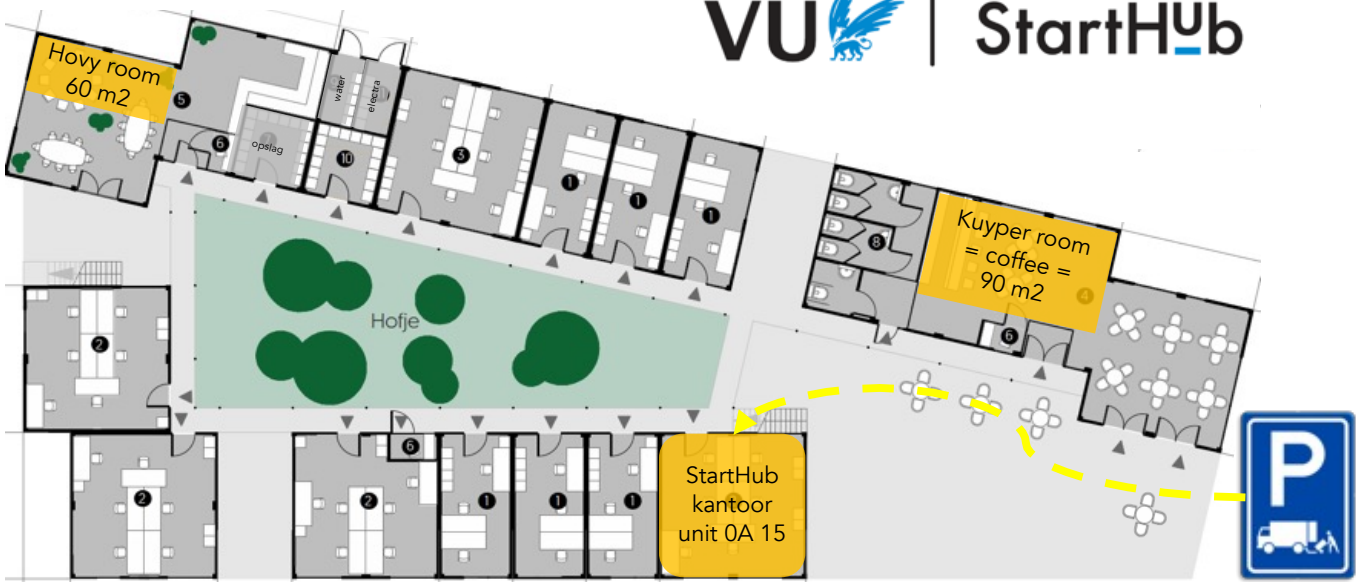 VU StartHub
Hovy room
60 m2
5
water
electra
6
opslag
10
3
1
1
1
8
Kuyper room
= coffee =
90 m2
4
6
Hofje
2
2
2
6
1
1
1
StartHub
kantoor
unit 0A 15
P